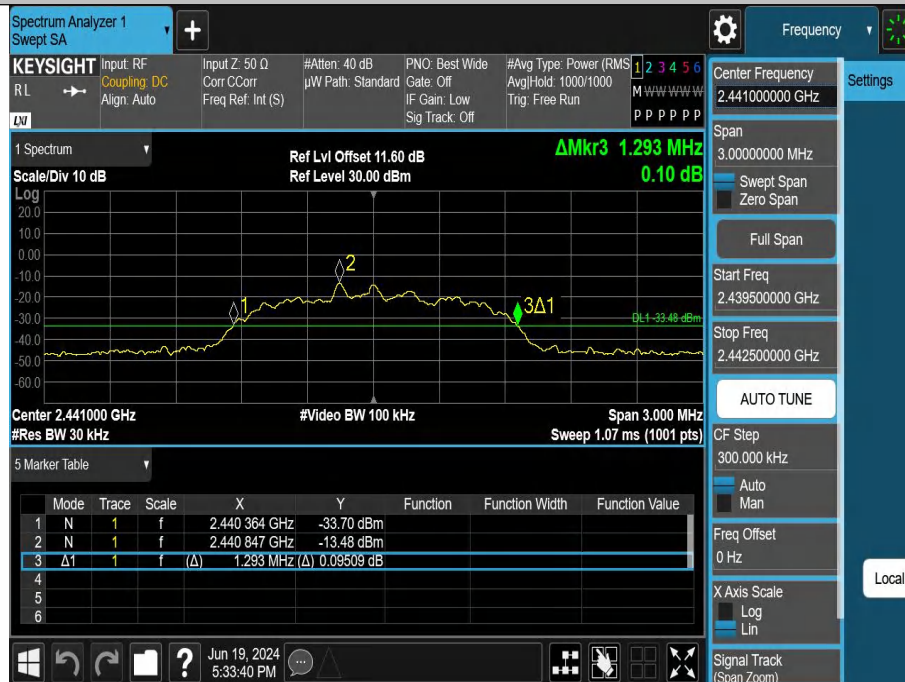 Spectrum Analyzer 1
Swept SA
+
Frequency
KEYSIGHT
RL
LXI
Input: RF
Coupling: DC
Align: Auto
Input Z: 50 Ω
Corr CCorr
Freq Ref: Int (S)
#Atten: 40 dB
µW Path: Standard
PNO: Best Wide
Gate: Off
IF Gain: Low
Sig Track: Off
#Avg Type: Power (RMS
Avg|Hold: 1000/1000
Trig: Free Run
1 2 3 4 5 6
M W W W W W
P P P P P P
Center Frequency
2.441000000 GHz
Settings
Span
3.00000000 MHz
Swept Span
Zero Span
Full Span
Start Freq
2.439500000 GHz
Stop Freq
2.442500000 GHz
AUTO TUNE
CF Step
300.000 kHz
Auto
Man
Freq Offset
0 Hz
X Axis Scale
Log
Lin
Signal Track
(Span Zoom)
Local
1 Spectrum
Scale/Div 10 dB
Ref Lvl Offset 11.60 dB
Ref Level 30.00 dBm
ΔMkr3 1.293 MHz
0.10 dB
Log
20.0
10.0
0.00
-10.0
-20.0
-30.0
-40.0
-50.0
-60.0
2
1
3Δ1
DL1 -33.48 dBm
Center 2.441000 GHz
#Video BW 100 kHz
Span 3.000 MHz
#Res BW 30 kHz
Sweep 1.07 ms (1001 pts)
5 Marker Table
Mode Trace Scale X Y Function Function Width Function Value
1 N 1 f 2.440 364 GHz -33.70 dBm
2 N 1 f 2.440 847 GHz -13.48 dBm
3 Δ1 1 f (Δ) 1.293 MHz (Δ) 0.09509 dB
4
5
6
?
Jun 19, 2024
5:33:40 PM